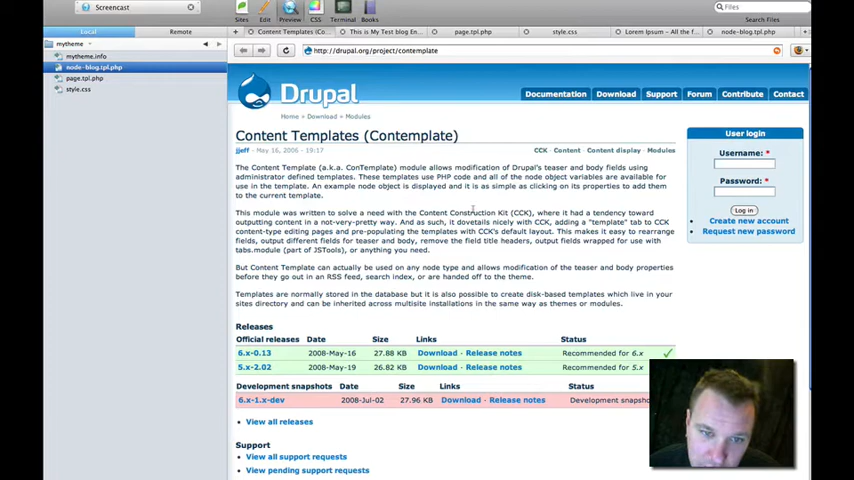 Screencast
Sites
Edit
Preview
CSS
Terminal
Books
Files
Search Files
Local
Remote
Content Templates (Co...
This is My Test blog En...
page.tpl.php
style.css
Lorem Ipsum - All the f...
node-blog.tpl.php
mytheme
mytheme.info
node-blog.tpl.php
page.tpl.php
style.css
http://drupal.org/project/contemplate
Drupal
Documentation
Download
Support
Forum
Contribute
Contact
Home » Download » Modules
Content Templates (Contemplate)
jjeff May 16, 2006 - 19:17
CCK · Content · Content display · Modules
The Content Template (a.k.a. ConTemplate) module allows modification of Drupal's teaser and body fields using
administrator defined templates. These templates use PHP code and all of the node object variables are available for
use in the template. An example node object is displayed and it is as simple as clicking on its properties to add them
to the current template.
This module was written to solve a need with the Content Construction Kit (CCK), where it had a tendency toward
outputting content in a not-very-pretty way. And as such, it dovetails nicely with CCK, adding a "template" tab to CCK
content-type editing pages and pre-populating the templates with CCK's default layout. This makes it easy to rearrange
fields, output different fields for teaser and body, remove the field title headers, output fields wrapped for use with
tabs.module (part of JSTools), or anything you need.
But Content Template can actually be used on any node type and allows modification of the teaser and body properties
before they go out in an RSS feed, search index, or are handed off to the theme.
Templates are normally stored in the database but it is also possible to create disk-based templates which live in your
sites directory and can be inherited across multisite installations in the same way as themes or modules.
User login
Username: *
Password: *
Log in
Create new account
Request new password
Releases
Official releases Date Size Links Status
6.x-0.13 2008-May-16 27.88 KB Download · Release notes Recommended for 6.x
5.x-2.02 2008-May-19 26.82 KB Download · Release notes Recommended for 5.x
Development snapshots Date Size Links Status
6.x-1.x-dev 2008-Jul-02 27.96 KB Download · Release notes Development snapsho
View all releases
Support
View all support requests
View pending support requests